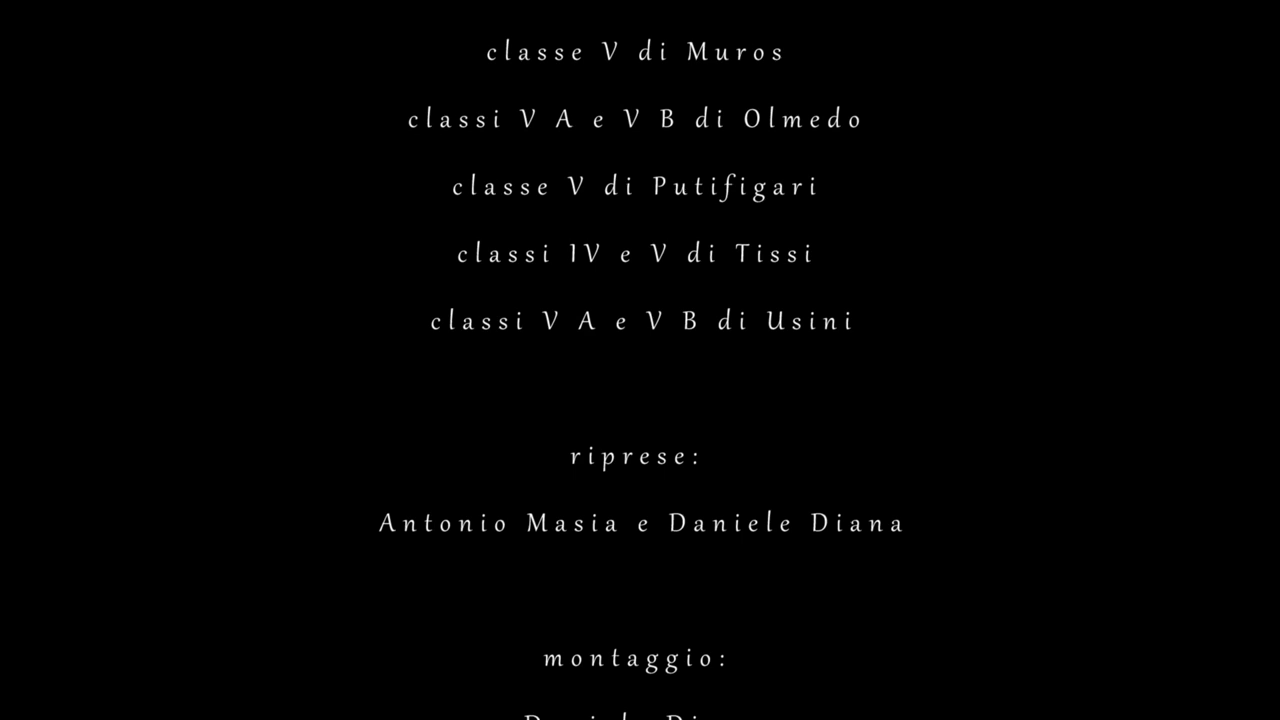 classe V di Muros
classi V A e V B di Olmedo
classe V di Putifigari
classi IV e V di Tissi
classi V A e V B di Usini
riprese:
Antonio Masia e Daniele Diana
montaggio: